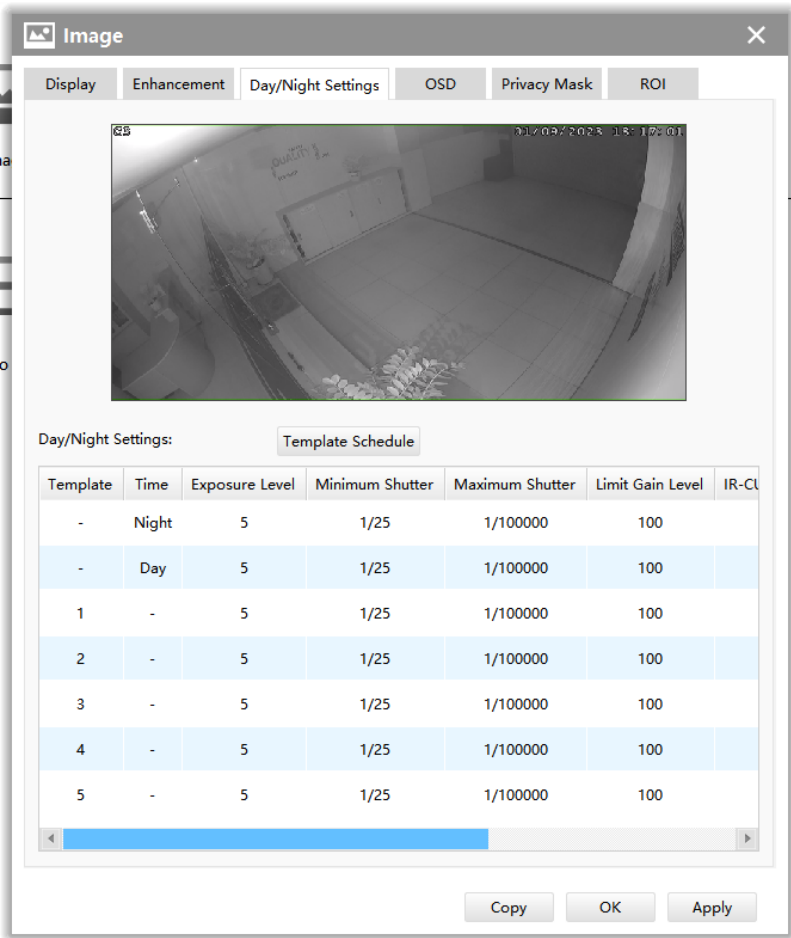 Image
Display Enhancement Day/Night Settings OSD Privacy Mask ROI
QUALITY
Day/Night Settings: Template Schedule
Template Time Exposure Level Minimum Shutter Maximum Shutter Limit Gain Level IR-CU
- Night 5 1/25 1/100000 100
- Day 5 1/25 1/100000 100
1 - 5 1/25 1/100000 100
2 - 5 1/25 1/100000 100
3 - 5 1/25 1/100000 100
4 - 5 1/25 1/100000 100
5 - 5 1/25 1/100000 100
Copy OK Apply